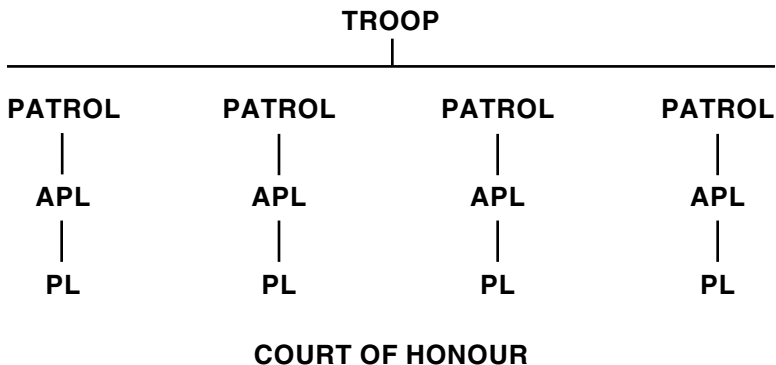 TROOP
PATROL PATROL PATROL PATROL
APL APL APL APL
PL PL PL PL
COURT OF HONOUR